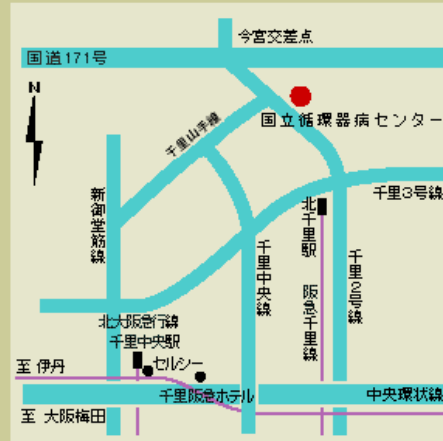 今宮交差点
国道171号
N
国立循環器病センター
千里山手線
千里3号線
新御堂筋線
北千里駅
千里中央線
阪急千里線
千里2号線
北大阪急行線
千里中央駅
セルシー
至 伊丹
千里阪急ホテル
中央環状線
至 大阪梅田